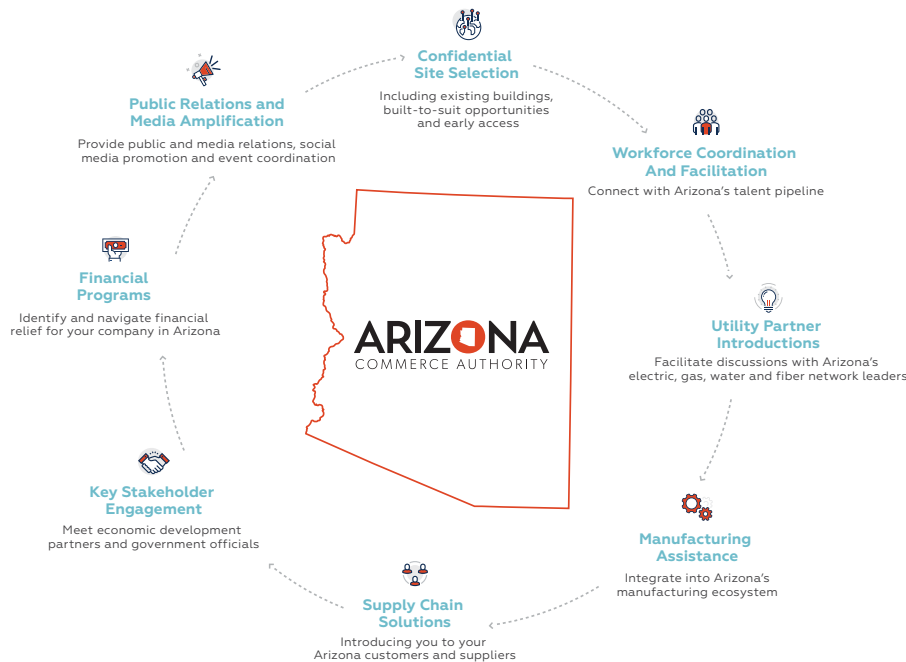 Confidential
Site Selection
Including existing buildings,
built-to-suit opportunities
and early access
Workforce Coordination
And Facilitation
Connect with Arizona's talent pipeline
Utility Partner
Introductions
Facilitate discussions with Arizona's
electric, gas, water and fiber network leaders
Manufacturing
Assistance
Integrate into Arizona's
manufacturing ecosystem
Supply Chain
Solutions
Introducing you to your
Arizona customers and suppliers
Key Stakeholder
Engagement
Meet economic development
partners and government officials
Financial
Programs
Identify and navigate financial
relief for your company in Arizona
Public Relations and
Media Amplification
Provide public and media relations, social
media promotion and event coordination
ARIZONA
COMMERCE AUTHORITY